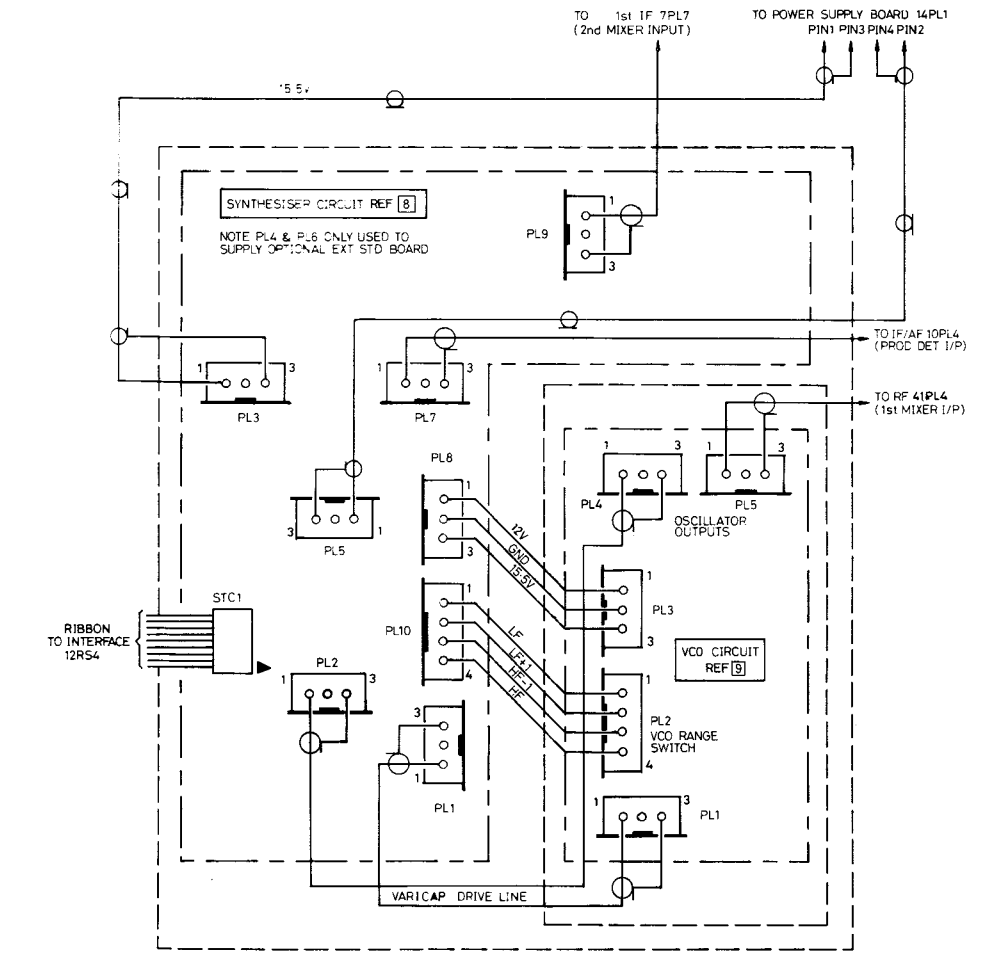 TO 1st IF 7PL7
(2nd MIXER INPUT)
TO POWER SUPPLY BOARD 14PL1
PIN1 PIN3 PIN4 PIN2
15·5v
SYNTHESISER CIRCUIT REF 8
NOTE PL4 & PL6 ONLY USED TO
SUPPLY OPTIONAL EXT STD BOARD
PL9
1
3
TO IF/AF 10PL4
(PROD DET I/P)
1
3
PL3
1
3
PL7
TO RF 41PL4
(1st MIXER I/P)
1
3
PL4
1
3
PL5
OSCILLATOR
OUTPUTS
PL8
1
3
3
1
PL5
12V
GND
15·5V
1
PL3
3
STC1
RIBBON
TO INTERFACE
12RS4
PL10
1
4
LF
LF+1
HF-1
HF
VCO CIRCUIT
REF 9
1
PL2
VCO RANGE
SWITCH
4
PL2
1
3
3
1
PL1
1
3
PL1
VARICAP DRIVE LINE